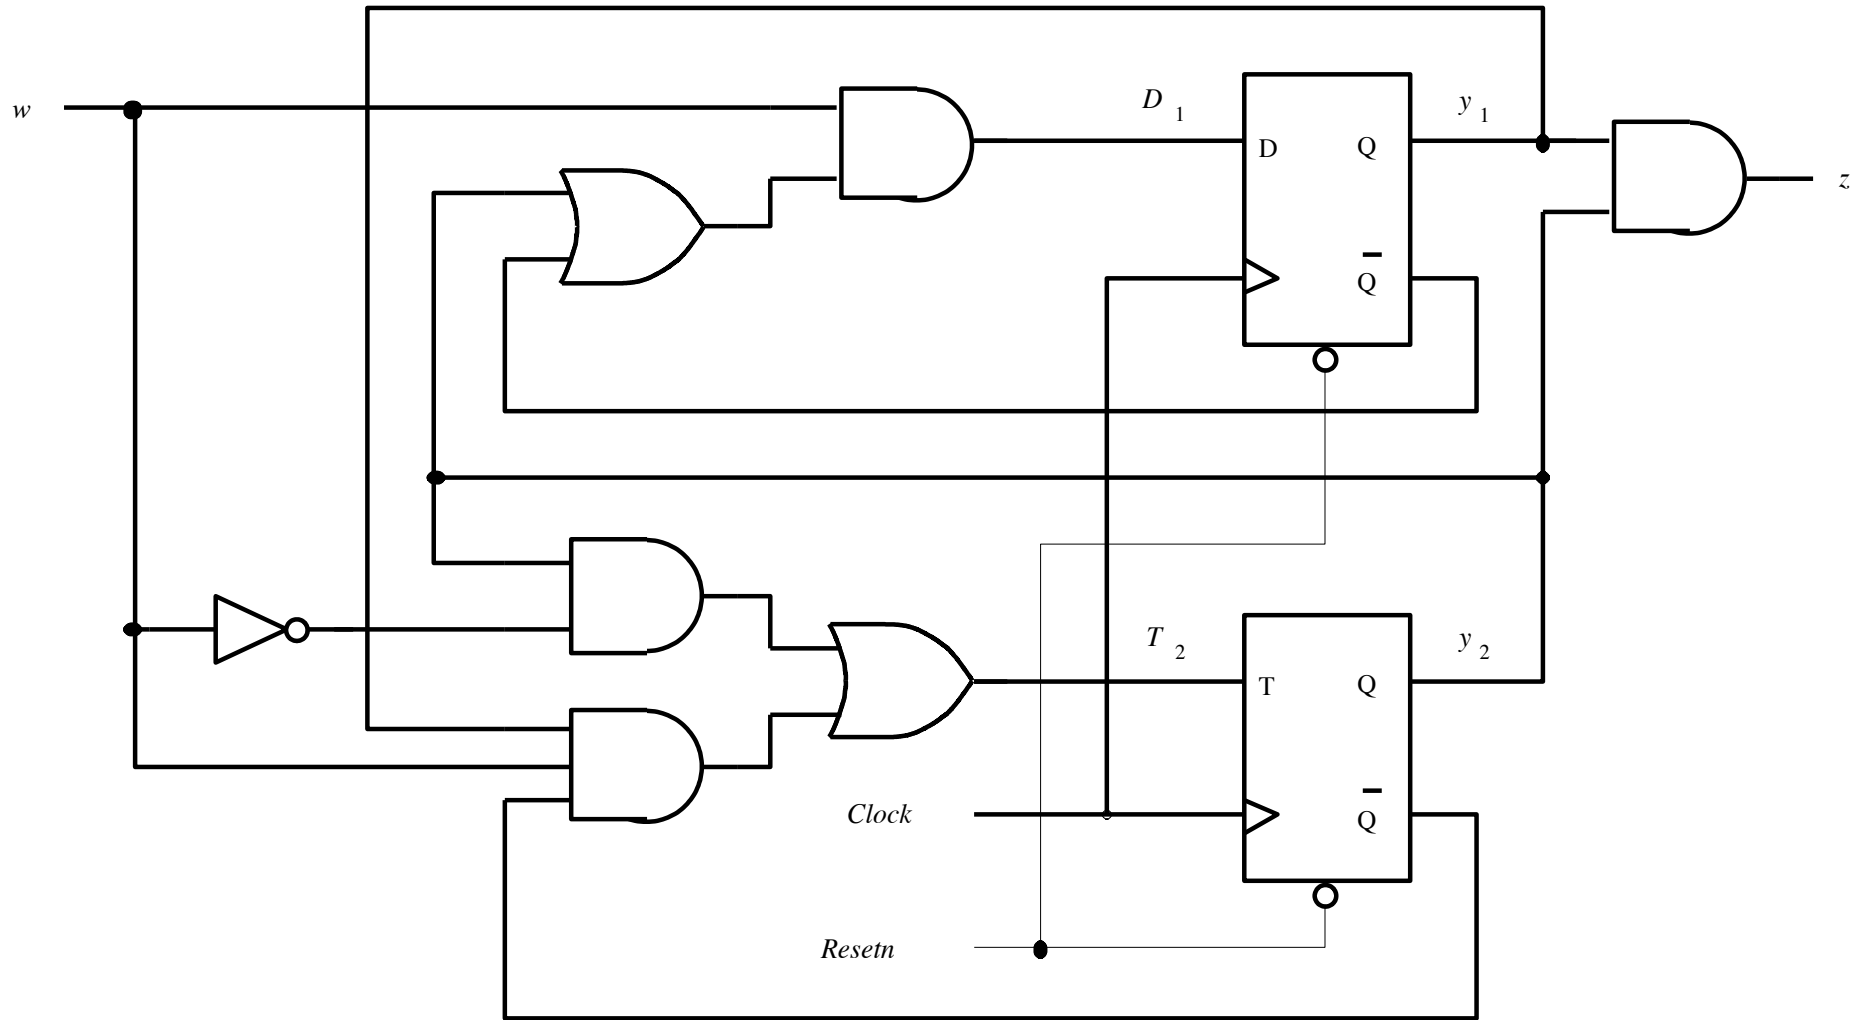 w
D 1
y 1
D Q
Q
z
T 2
y 2
T Q
Q
Clock
Resetn